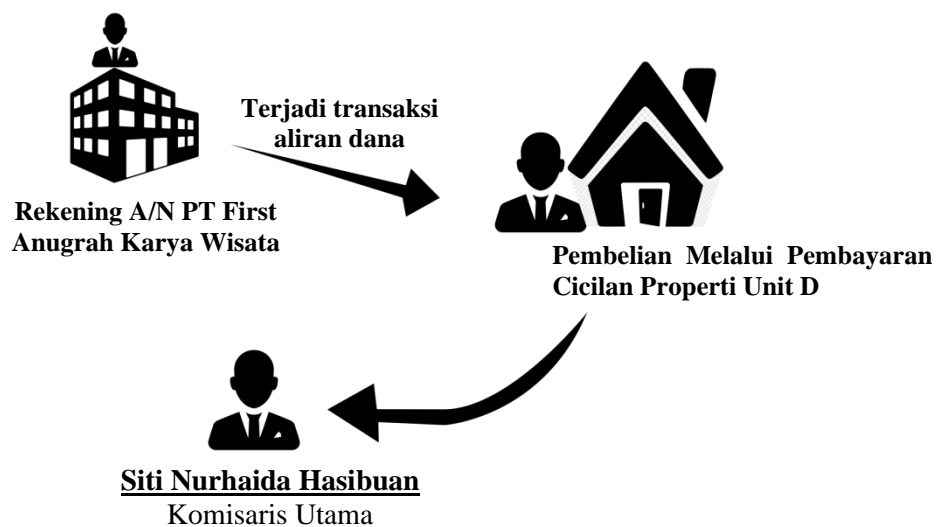 Terjadi transaksi
aliran dana
Rekening A/N PT First
Anugrah Karya Wisata
Pembelian Melalui Pembayaran
Cicilan Properti Unit D
Siti Nurhaida Hasibuan
Komisaris Utama